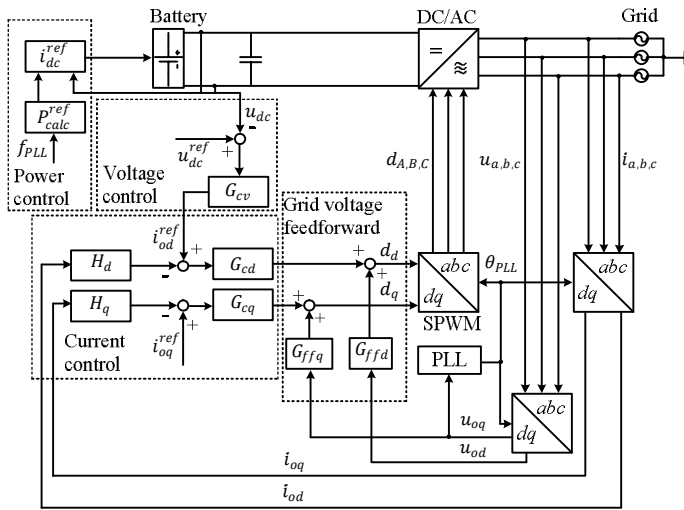 Battery
DC/AC
Grid
i_dc^ref
=
≋
P_calc^ref
u_dc
-
f_PLL
u_dc^ref
+
d_A,B,C
u_a,b,c
i_a,b,c
Power
control
Voltage
control
G_cv
i_od^ref
Grid voltage
feedforward
H_d
+
-
G_cd
+
+
d_d
abc
dq
θ_PLL
abc
dq
H_q
-
+
G_cq
+
+
d_q
SPWM
Current
control
i_oq^ref
G_ffq
G_ffd
PLL
u_oq
abc
dq
u_od
i_oq
i_od